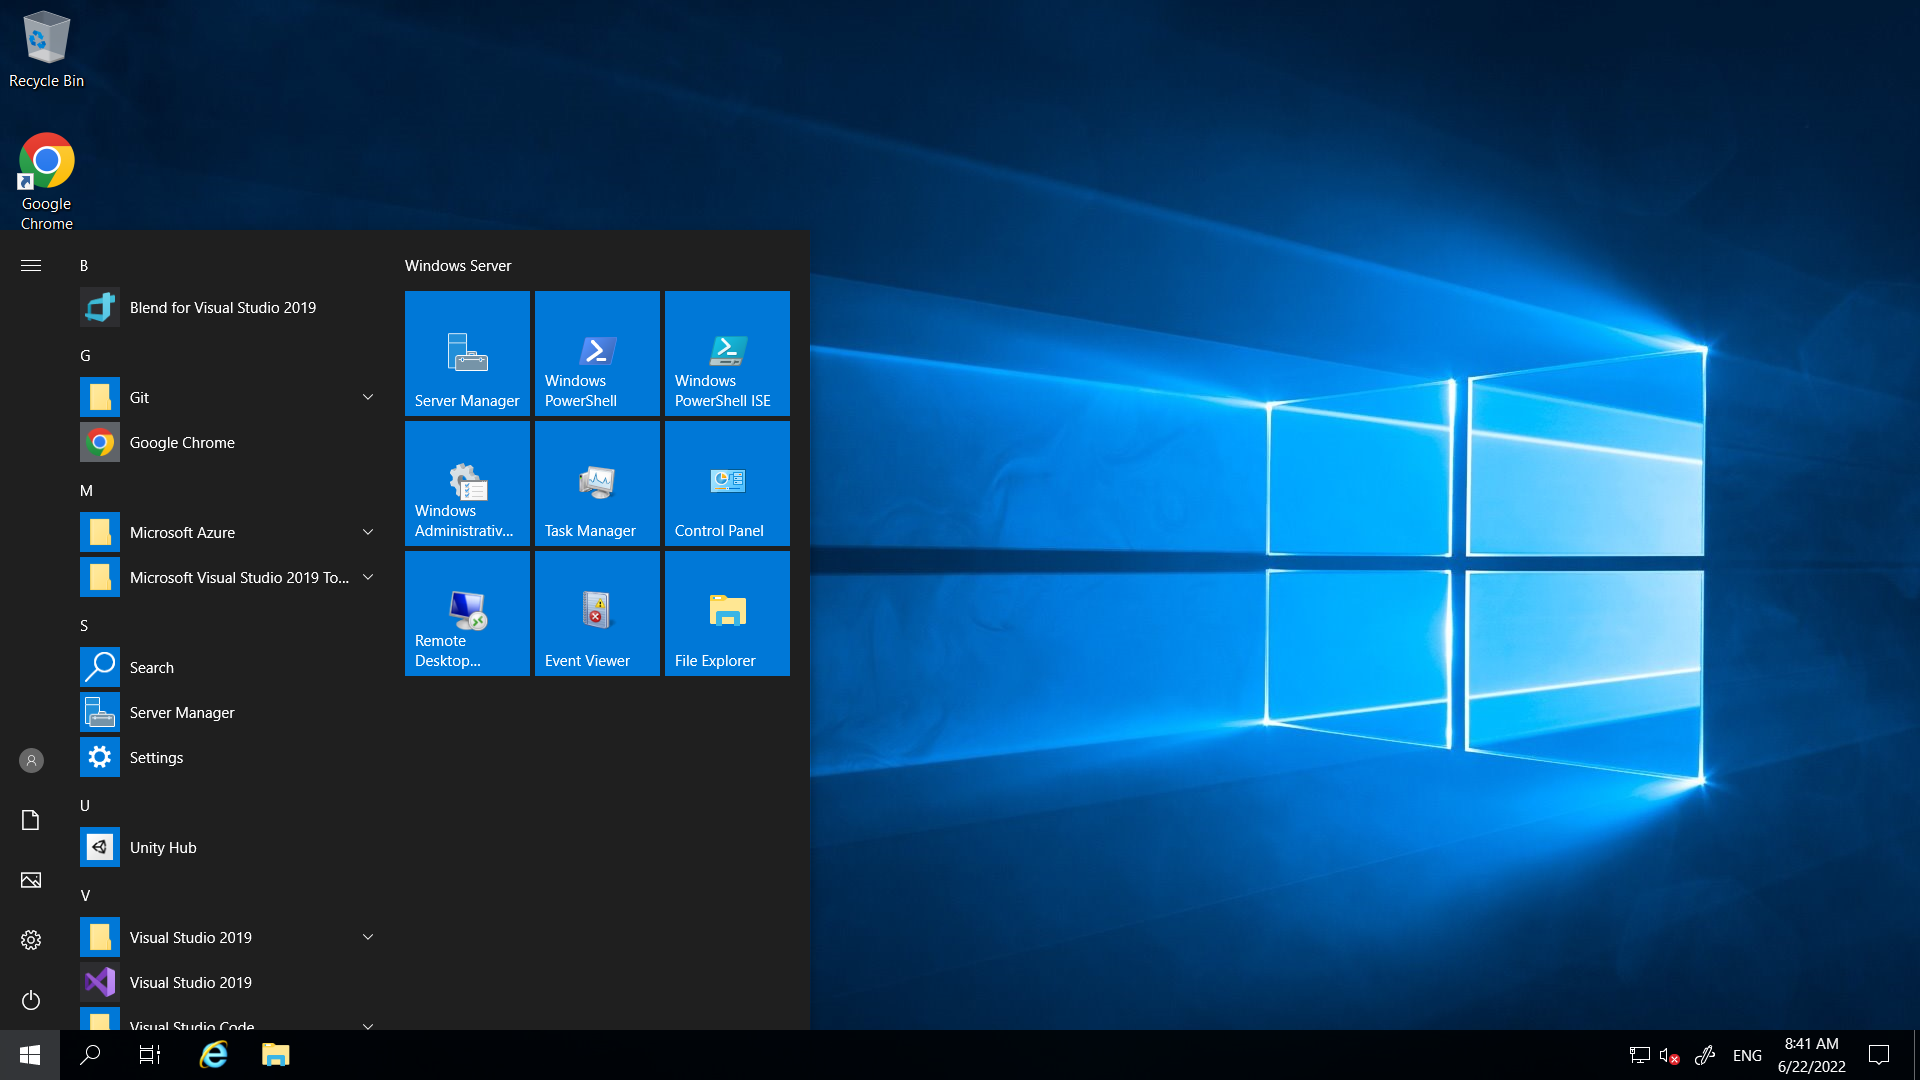 Recycle Bin
Google
Chrome
B
Blend for Visual Studio 2019
G
Git
Google Chrome
M
Microsoft Azure
Microsoft Visual Studio 2019 To...
S
Search
Server Manager
Settings
U
Unity Hub
V
Visual Studio 2019
Visual Studio 2019
Visual Studio Code
Windows Server
Server Manager
Windows
PowerShell
Windows
PowerShell ISE
Windows
Administrativ...
Task Manager
Control Panel
Remote
Desktop...
Event Viewer
File Explorer
ENG
8:41 AM
6/22/2022